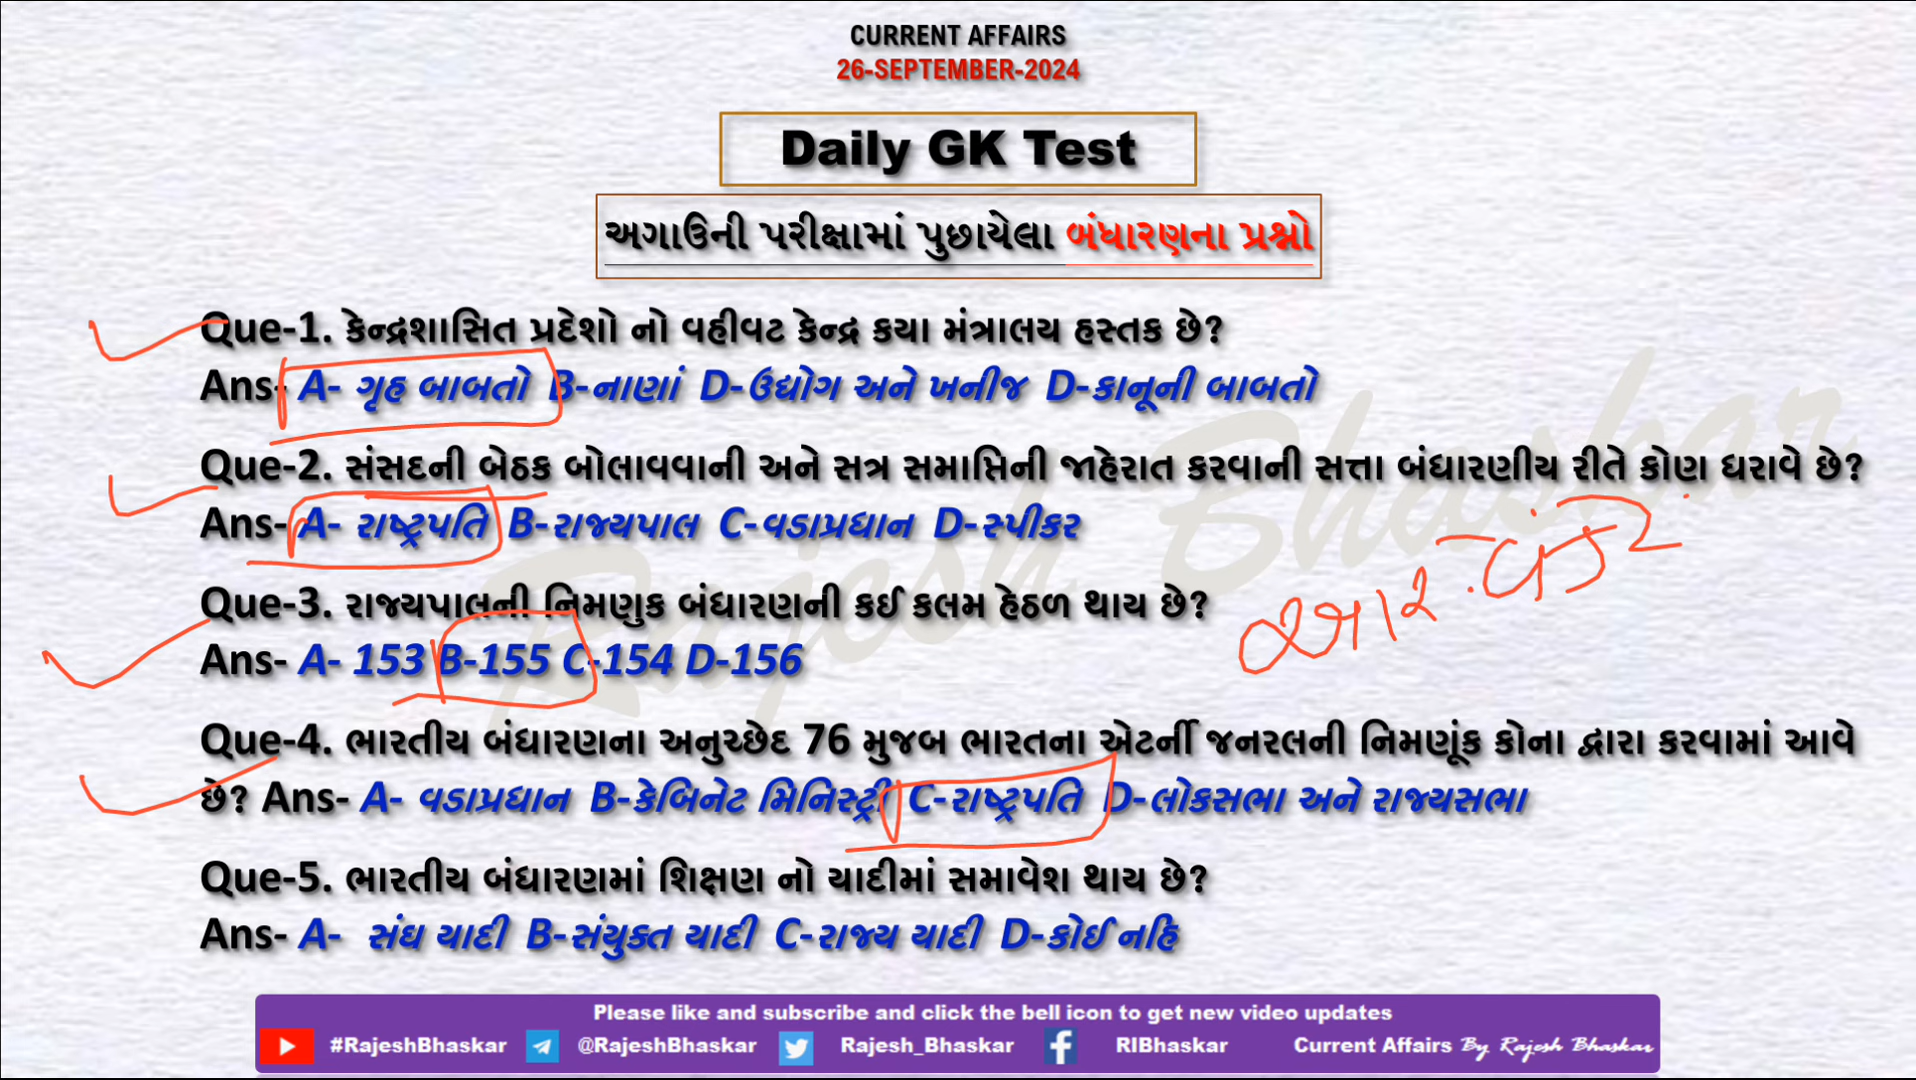 CURRENT AFFAIRS
26-SEPTEMBER-2024
Daily GK Test
અગાઉની પરીક્ષામાં પુછાયેલા બંધારણના પ્રશ્નો
Que-1. કેન્દ્રશાસિત પ્રદેશો નો વહીવટ કેન્દ્ર કયા મંત્રાલય હસ્તક છે?
Ans- A- ગૃહ બાબતો B-નાણાં D-ઉદ્યોગ અને ખનીજ D-કાનૂની બાબતો
Que-2. સંસદની બેઠક બોલાવવાની અને સત્ર સમાપ્તિની જાહેરાત કરવાની સત્તા બંધારણીય રીતે કોણ ધરાવે છે?
Ans- A- રાષ્ટ્રપતિ B-રાજ્યપાલ C-વડાપ્રધાન D-સ્પીકર
Que-3. રાજ્યપાલની નિમણુક બંધારણની કઈ કલમ હેઠળ થાય છે?
Ans- A- 153 B-155 C-154 D-156
Que-4. ભારતીય બંધારણના અનુચ્છેદ 76 મુજબ ભારતના એટર્ની જનરલની નિમણૂંક કોના દ્વારા કરવામાં આવે
છે? Ans- A- વડાપ્રધાન B-કેબિનેટ મિનિસ્ટ્રી C-રાષ્ટ્રપતિ D-લોકસભા અને રાજ્યસભા
Que-5. ભારતીય બંધારણમાં શિક્ષણ નો યાદીમાં સમાવેશ થાય છે?
Ans- A- સંઘ યાદી B-સંયુક્ત યાદી C-રાજ્ય યાદી D-કોઈ નહિ
Rajesh Bhaskar
Please like and subscribe and click the bell icon to get new video updates
#RajeshBhaskar @RajeshBhaskar Rajesh_Bhaskar RIBhaskar Current Affairs By Rajesh Bhaskar